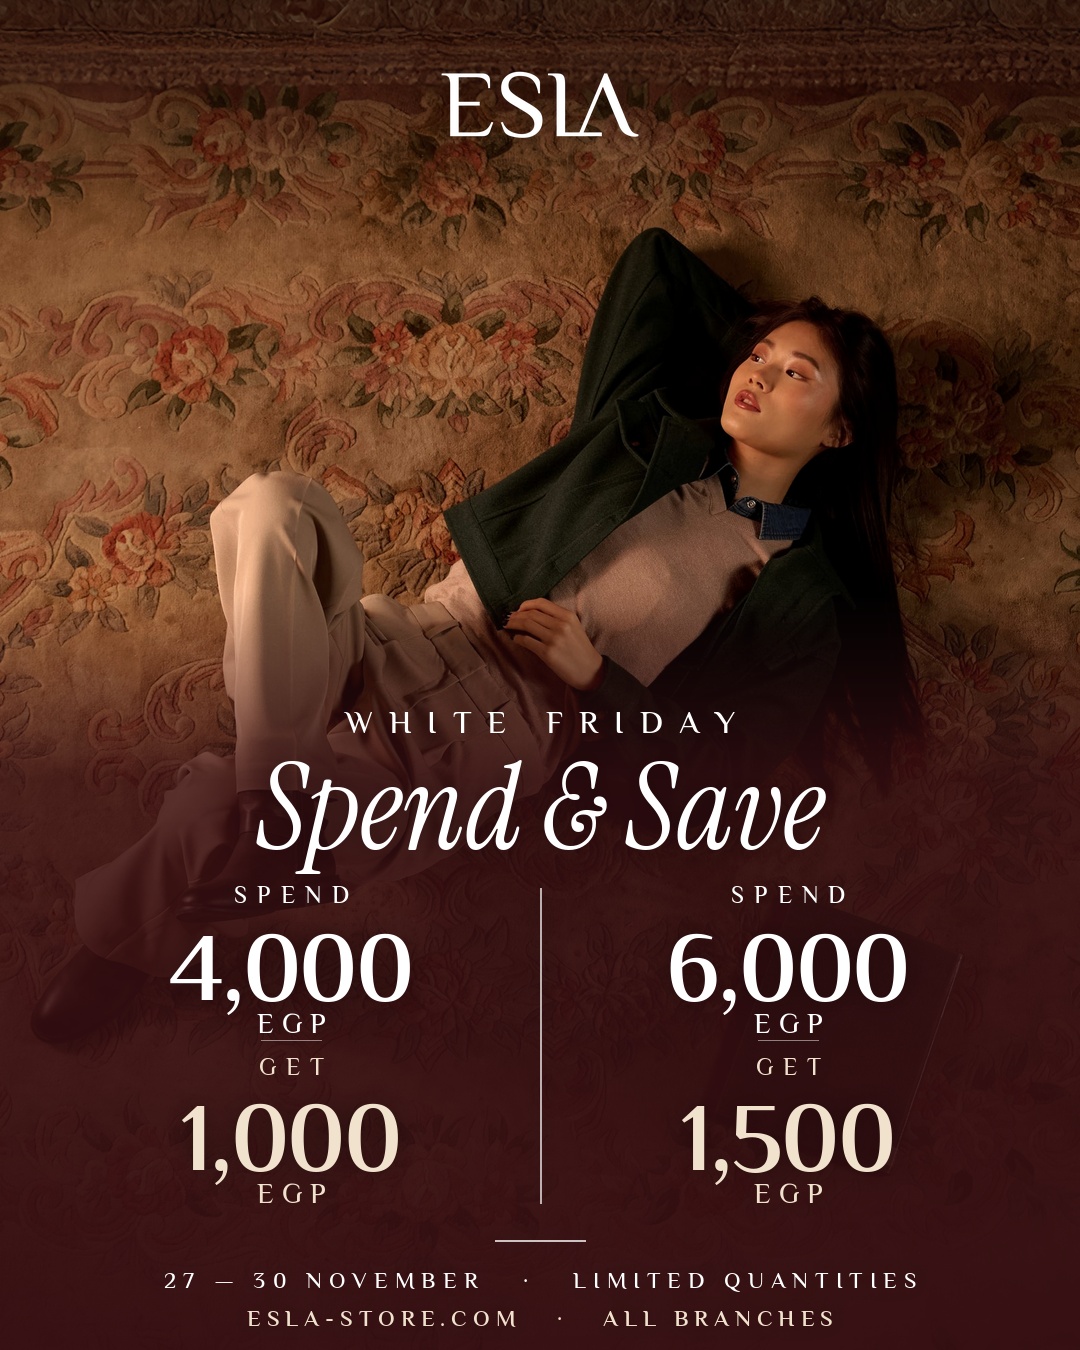 ESLA
WHITE FRIDAY
Spend & Save
SPEND
4,000
EGP
GET
1,000
EGP
SPEND
6,000
EGP
GET
1,500
EGP
27 — 30 NOVEMBER · LIMITED QUANTITIES
ESLA-STORE.COM · ALL BRANCHES